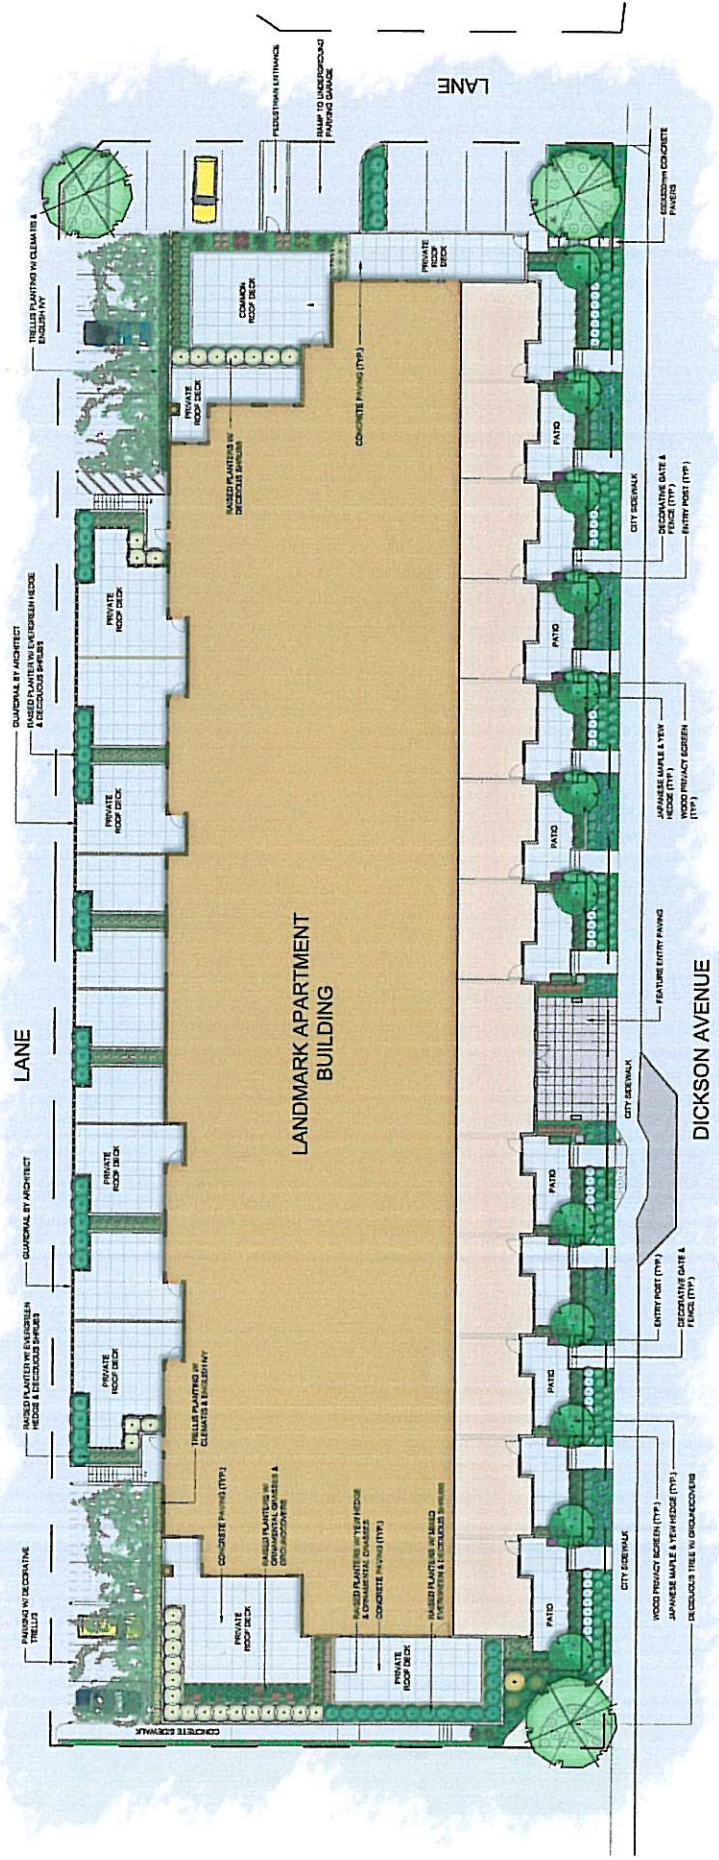 LANE
LANE
PEDESTRIAN ENTRANCE
RAMP TO UNDERGROUND
PARKING GARAGE
TRELLIS PLANTING W/ CLEMATIS &
ENGLISH IVY
COMMON
ROOF DECK
PRIVATE
ROOF DECK
PRIVATE
ROOF DECK
CONCRETE PAVING (TYP.)
RAISED PLANTERS W/
DECIDUOUS SHRUBS
PAVERS
GUARDRAIL BY ARCHITECT
RAISED PLANTER W/ EVERGREEN HEDGE
& DECIDUOUS SHRUBS
PRIVATE
ROOF DECK
PRIVATE
ROOF DECK
PATIO
PATIO
PATIO
CITY SIDEWALK
DECORATIVE GATE &
FENCE (TYP.)
ENTRY POST (TYP.)
JAPANESE MAPLE & YEW
HEDGE (TYP.)
WOOD PRIVACY SCREEN
(TYP.)
LANDMARK APARTMENT
BUILDING
FEATURE ENTRY PAVING
CITY SIDEWALK
DICKSON AVENUE
GUARDRAIL BY ARCHITECT
RAISED PLANTER W/ EVERGREEN
HEDGE & DECIDUOUS SHRUBS
PRIVATE
ROOF DECK
PRIVATE
ROOF DECK
PATIO
PATIO
PATIO
ENTRY POST (TYP.)
DECORATIVE GATE &
FENCE (TYP.)
TRELLIS PLANTING W/
CLEMATIS & ENGLISH IVY
PARKING W/ DECORATIVE
TRELLIS
CONCRETE PAVING (TYP.)
RAISED PLANTERS W/
ORNAMENTAL GRASSES &
GROUNDCOVERS
RAISED PLANTERS W/ YEW HEDGE
& ORNAMENTAL GRASSES
CONCRETE PAVING (TYP.)
RAISED PLANTERS W/ MIXED
EVERGREEN & DECIDUOUS SHRUBS
PRIVATE
ROOF DECK
PRIVATE
ROOF DECK
CONCRETE SIDEWALK
CITY SIDEWALK
WOOD PRIVACY SCREEN (TYP.)
JAPANESE MAPLE & YEW HEDGE (TYP.)
DECIDUOUS TREE W/ GROUNDCOVERS